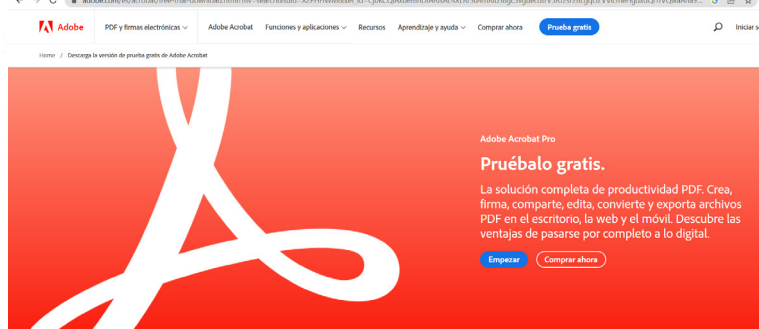 Adobe
PDF y firmas electrónicas
Adobe Acrobat
Funciones y aplicaciones
Recursos
Aprendizaje y ayuda
Comprar ahora
Prueba gratis
Iniciar
Home / Descarga la versión de prueba gratis de Adobe Acrobat
Adobe Acrobat Pro
Pruébalo gratis.
La solución completa de productividad PDF. Crea,
firma, comparte, edita, convierte y exporta archivos
PDF en el escritorio, la web y el móvil. Descubre las
ventajas de pasarse por completo a lo digital.
Empezar
Comprar ahora